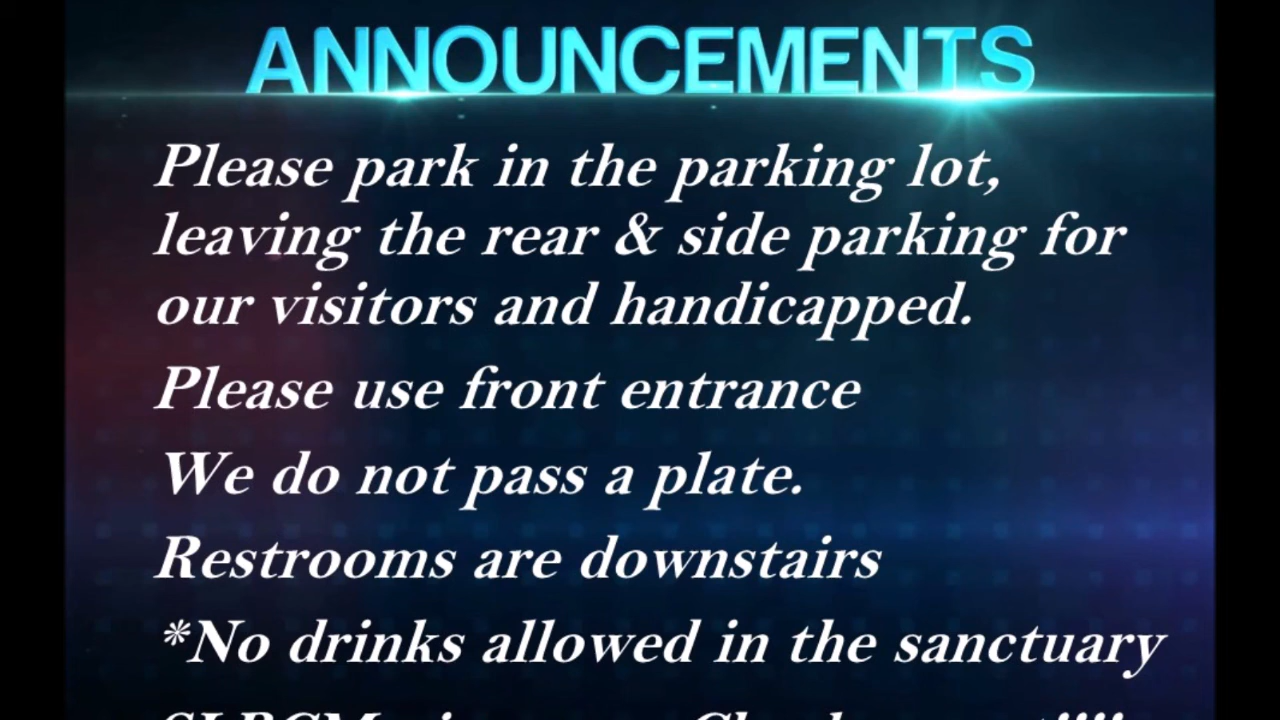 ANNOUNCEMENTS
Please park in the parking lot,
leaving the rear & side parking for
our visitors and handicapped.
Please use front entrance
We do not pass a plate.
Restrooms are downstairs
*No drinks allowed in the sanctuary